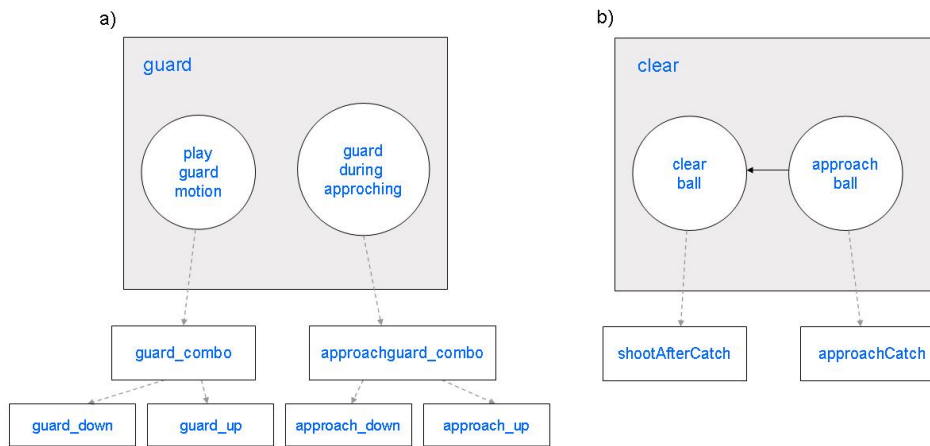 a)
guard
play
guard
motion
guard
during
approching
guard_combo
approachguard_combo
guard_down
guard_up
approach_down
approach_up
b)
clear
clear
ball
approach
ball
shootAfterCatch
approachCatch